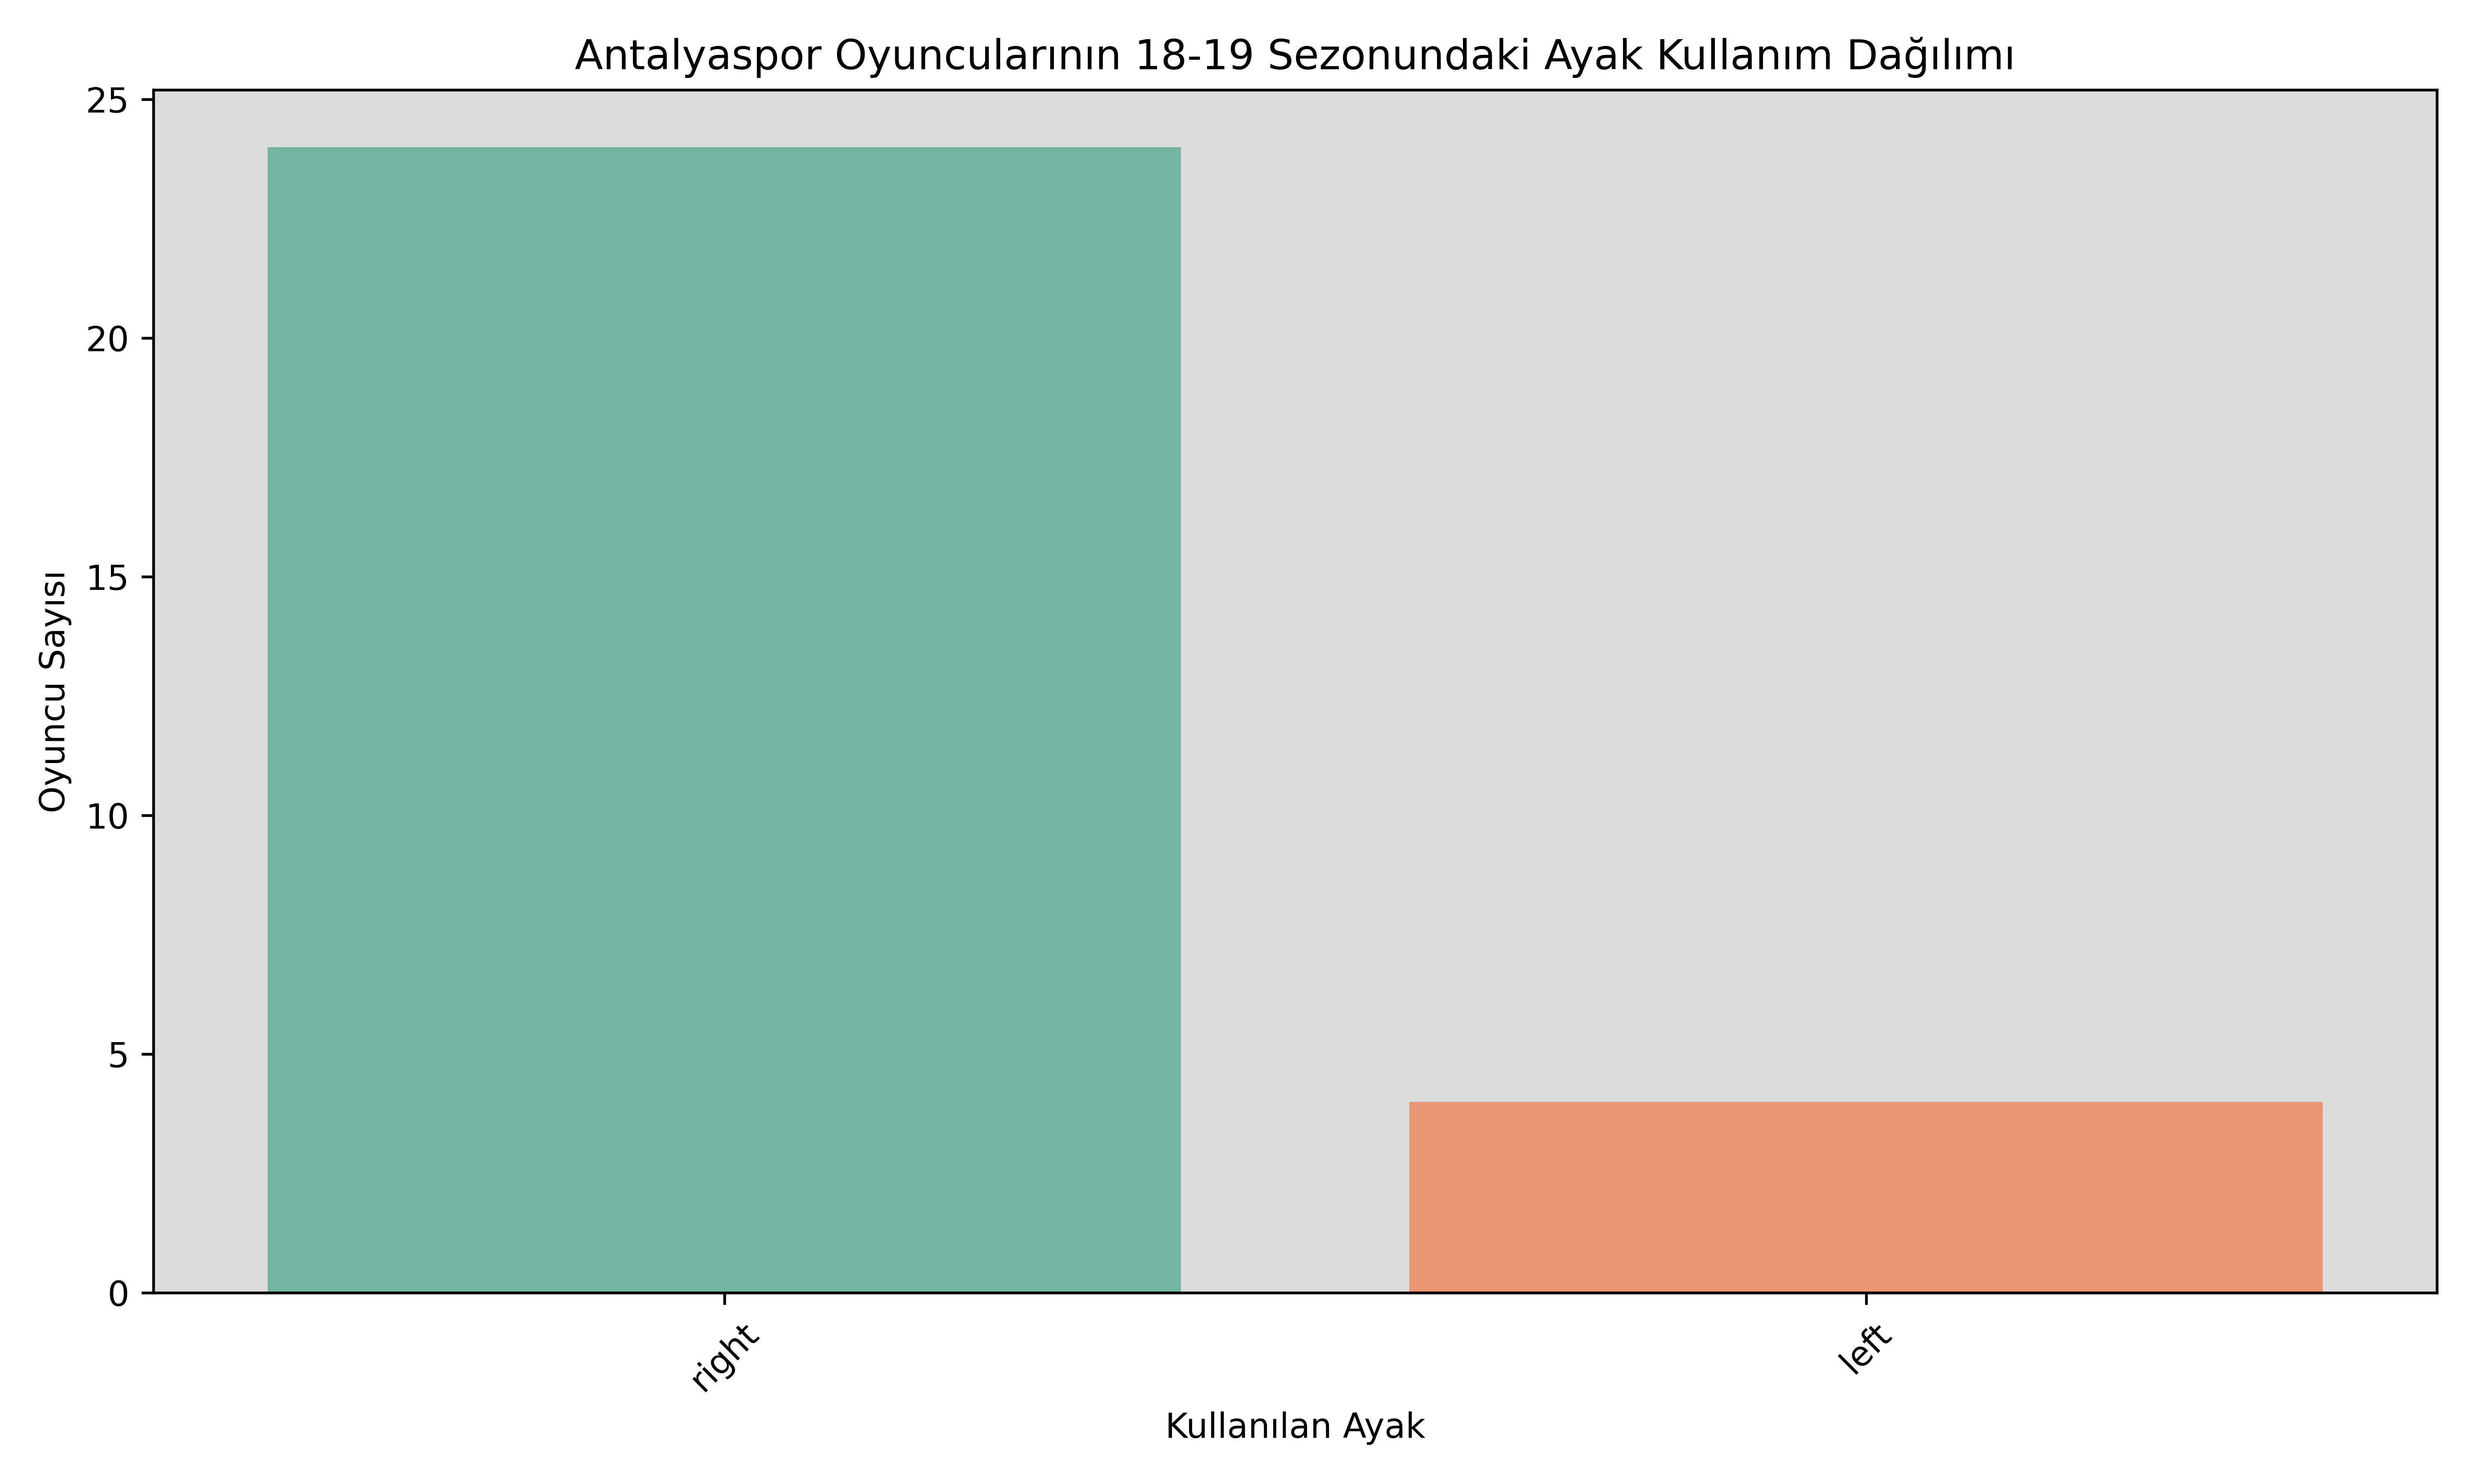 Antalyaspor Oyuncularının 18-19 Sezonundaki Ayak Kullanım Dağılımı
Oyuncu Sayısı
25
20
15
10
5
0
right
left
Kullanılan Ayak